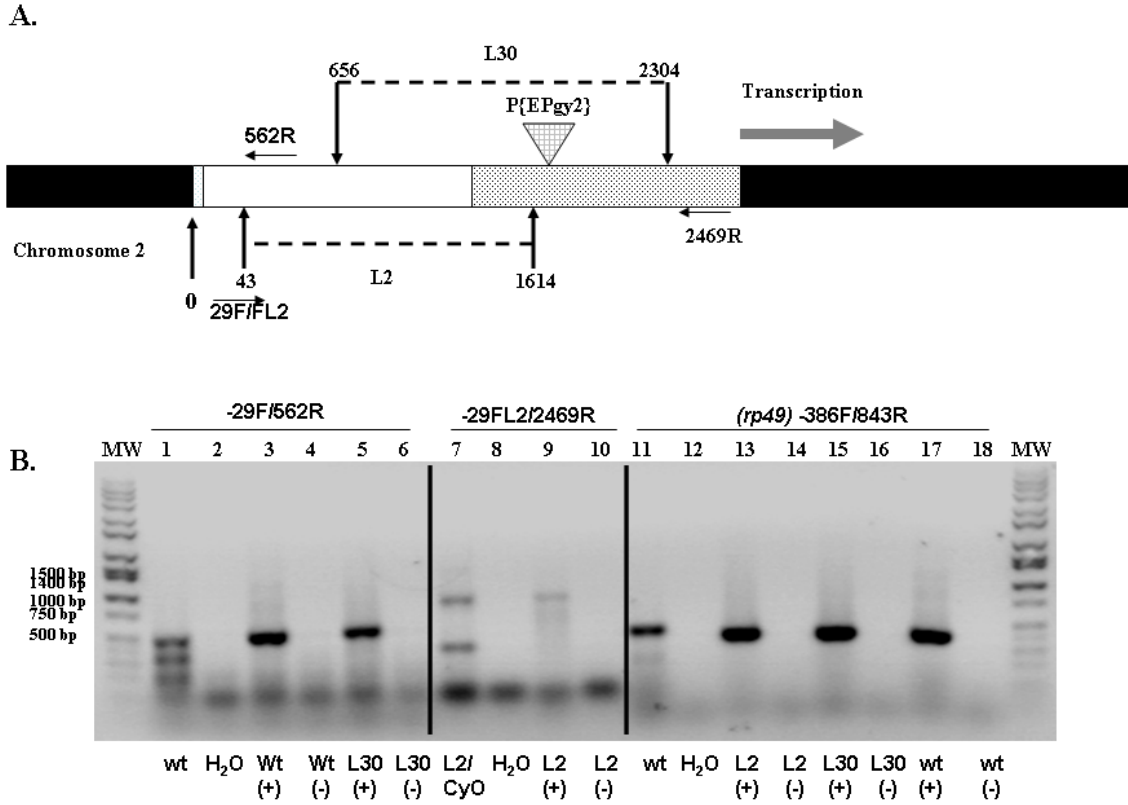 A.
L30
656 2304
P{EPgy2}
Transcription
562R
2469R
Chromosome 2
43 L2 1614
0 29F/FL2
-29F/562R -29FL2/2469R (rp49) -386F/843R
B. MW 1 2 3 4 5 6 7 8 9 10 11 12 13 14 15 16 17 18 MW
1500 bp
1400 bp
1000 bp
750 bp
500 bp
wt H2O Wt Wt L30 L30 L2/ H2O L2 L2 wt H2O L2 L2 L30 L30 wt wt
(+) (-) (+) (-) CyO (+) (-) (+) (-) (+) (-) (+) (-)